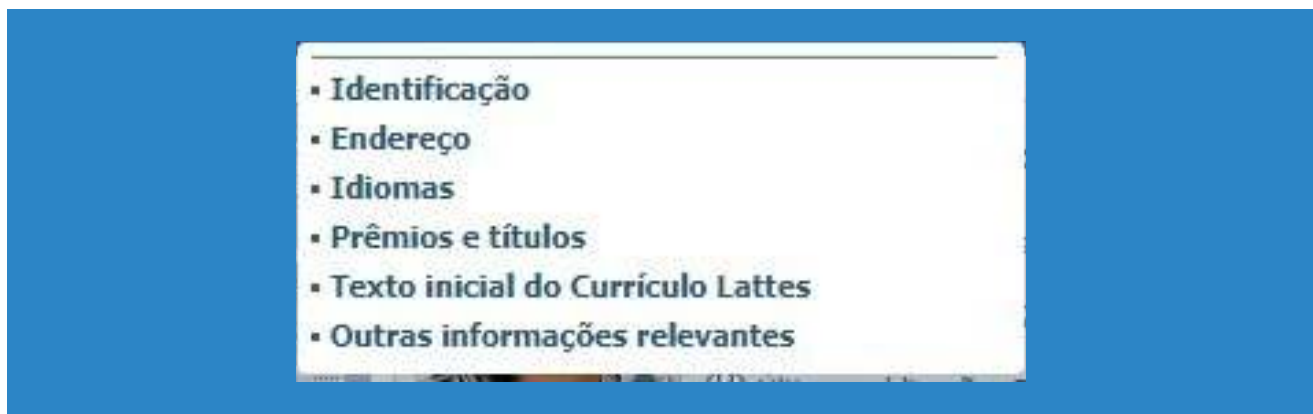 ▪ Identificação
▪ Endereço
▪ Idiomas
▪ Prêmios e títulos
▪ Texto inicial do Currículo Lattes
▪ Outras informações relevantes